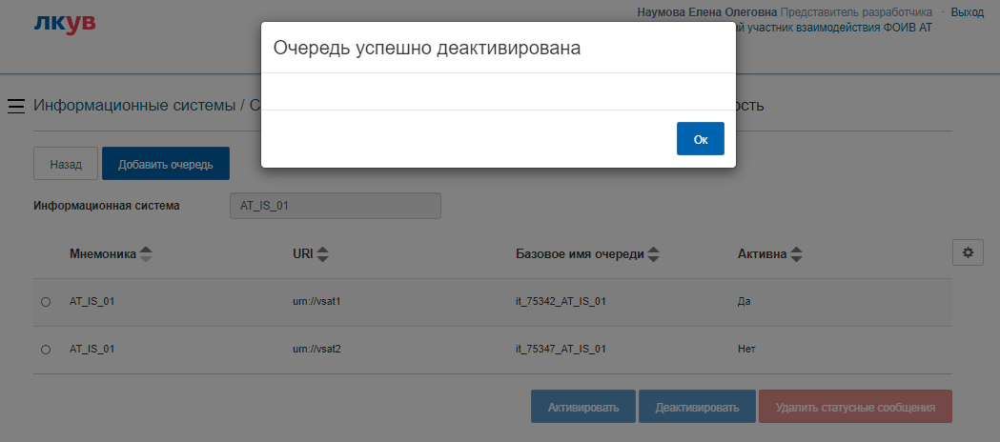 лкув
Наумова Елена Олеговна Представитель разработчика · Выход
й участник взаимодействия ФОИВ АТ
Очередь успешно деактивирована
Ок
Информационные системы / С
ость
Назад
Добавить очередь
Информационная система
AT_IS_01
Мнемоника URI Базовое имя очереди Активна
AT_IS_01 urn://vsat1 it_75342_AT_IS_01 Да
AT_IS_01 urn://vsat2 it_75347_AT_IS_01 Нет
Активировать Деактивировать Удалить статусные сообщения